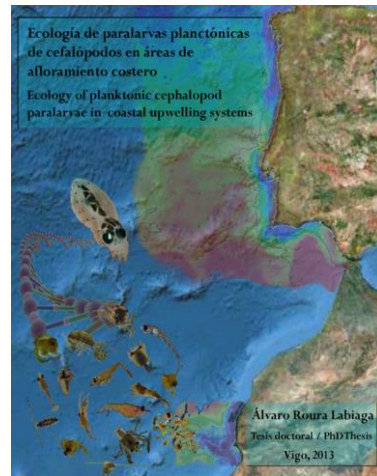 Ecología de paralarvas planctónicas
de cefalópodos en áreas de
afloramiento costero
Ecology of planktonic cephalopod
paralarvae in coastal upwelling systems
Álvaro Roura Labiaga
Tesis doctoral / PhD Thesis
Vigo, 2013